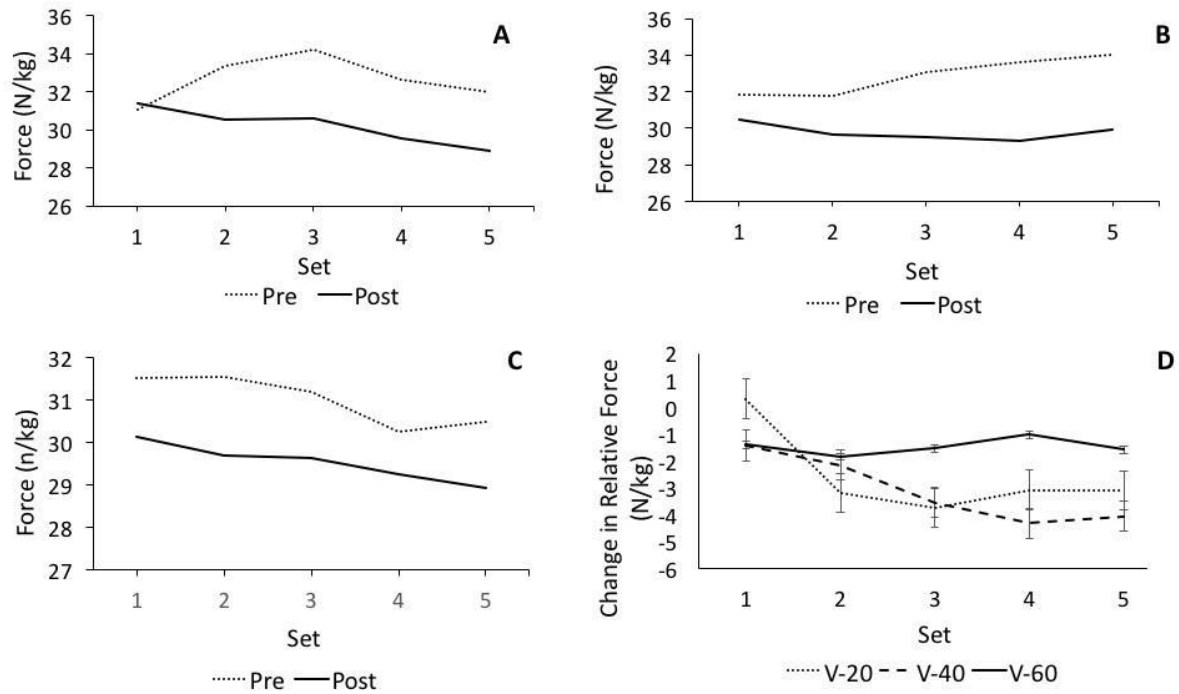 A
Force (N/kg)
36
34
32
30
28
26
1 2 3 4 5
Set
Pre Post
B
Force (N/kg)
36
34
32
30
28
26
1 2 3 4 5
Set
Pre Post
C
Force (n/kg)
32
31
30
29
28
27
1 2 3 4 5
Set
Pre Post
D
Change in Relative Force
(N/kg)
2
1
0
-1
-2
-3
-4
-5
-6
1 2 3 4 5
Set
V-20 V-40 V-60